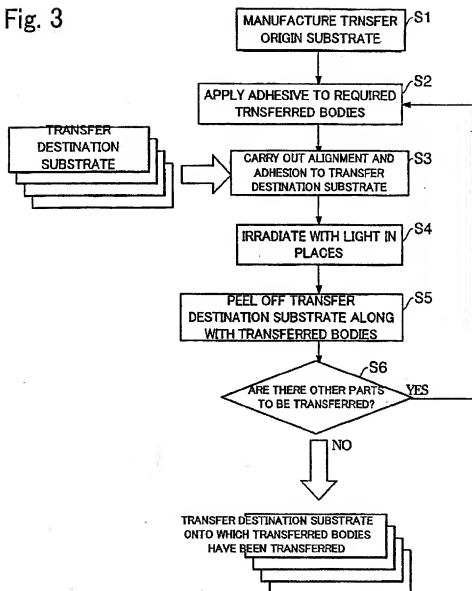 Fig. 3
MANUFACTURE TRNSFER
ORIGIN SUBSTRATE
S1
APPLY ADHESIVE TO REQUIRED
TRNSFERRED BODIES
S2
TRANSFER
DESTINATION
SUBSTRATE
CARRY OUT ALIGNMENT AND
ADHESION TO TRANSFER
DESTINATION SUBSTRATE
S3
IRRADIATE WITH LIGHT IN
PLACES
S4
PEEL OFF TRANSFER
DESTINATION SUBSTRATE ALONG
WITH TRANSFERRED BODIES
S5
S6
ARE THERE OTHER PARTS
TO BE TRANSFERRED?
YES
NO
TRANSFER DESTINATION SUBSTRATE
ONTO WHICH TRANSFERRED BODIES
HAVE BEEN TRANSFERRED